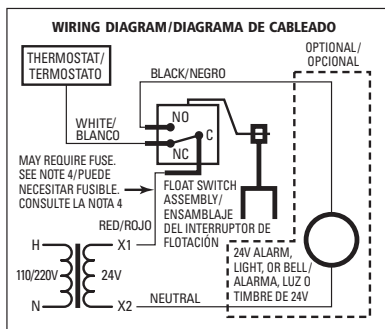 WIRING DIAGRAM/DIAGRAMA DE CABLEADO
OPTIONAL/
OPCIONAL
THERMOSTAT/
TERMOSTATO
BLACK/NEGRO
NO
WHITE/
BLANCO
C
NC
MAY REQUIRE FUSE.
SEE NOTE 4/PUEDE
NECESITAR FUSIBLE.
CONSULTE LA NOTA 4
FLOAT SWITCH
ASSEMBLY/
ENSAMBLAJE
DEL INTERRUPTOR DE
FLOTACIÓN
RED/ROJO
H
X1
110/220V
24V
N
X2
NEUTRAL
24V ALARM,
LIGHT, OR BELL/
ALARMA, LUZ O
TIMBRE DE 24V